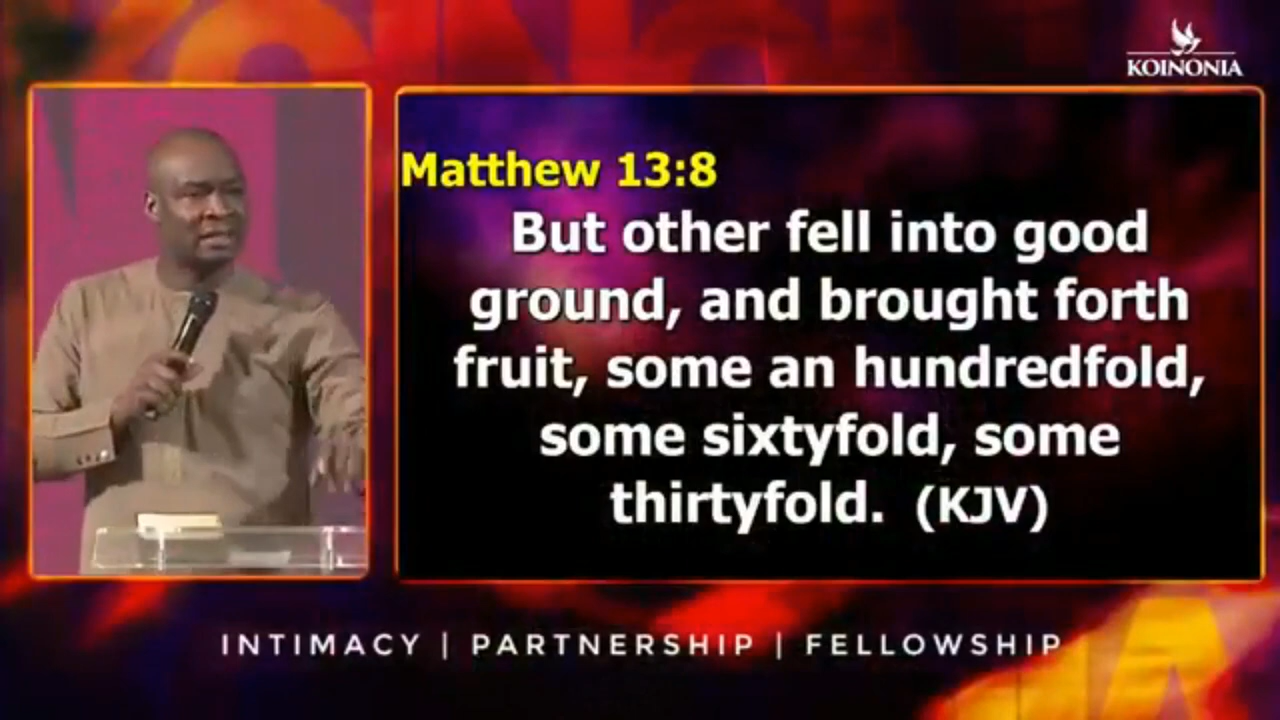 KOINONIA
Matthew 13:8
But other fell into good
ground, and brought forth
fruit, some an hundredfold,
some sixtyfold, some
thirtyfold. (KJV)
INTIMACY | PARTNERSHIP | FELLOWSHIP